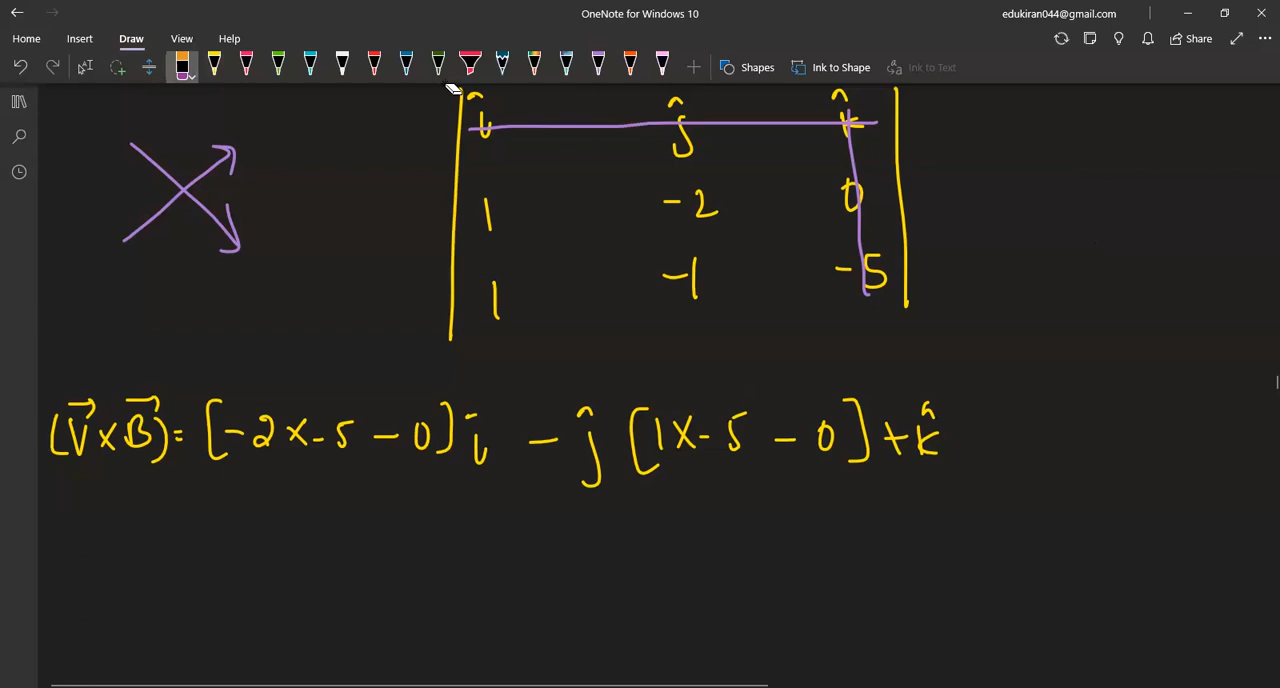 OneNote for Windows 10
edukiran044@gmail.com
Home Insert Draw View Help
Share
Shapes Ink to Shape Ink to Text
î ĵ k̂
1 -2 0
1 -1 -5
(V⃗×B⃗)= [-2×-5-0] î - ĵ [1×-5-0]+k̂